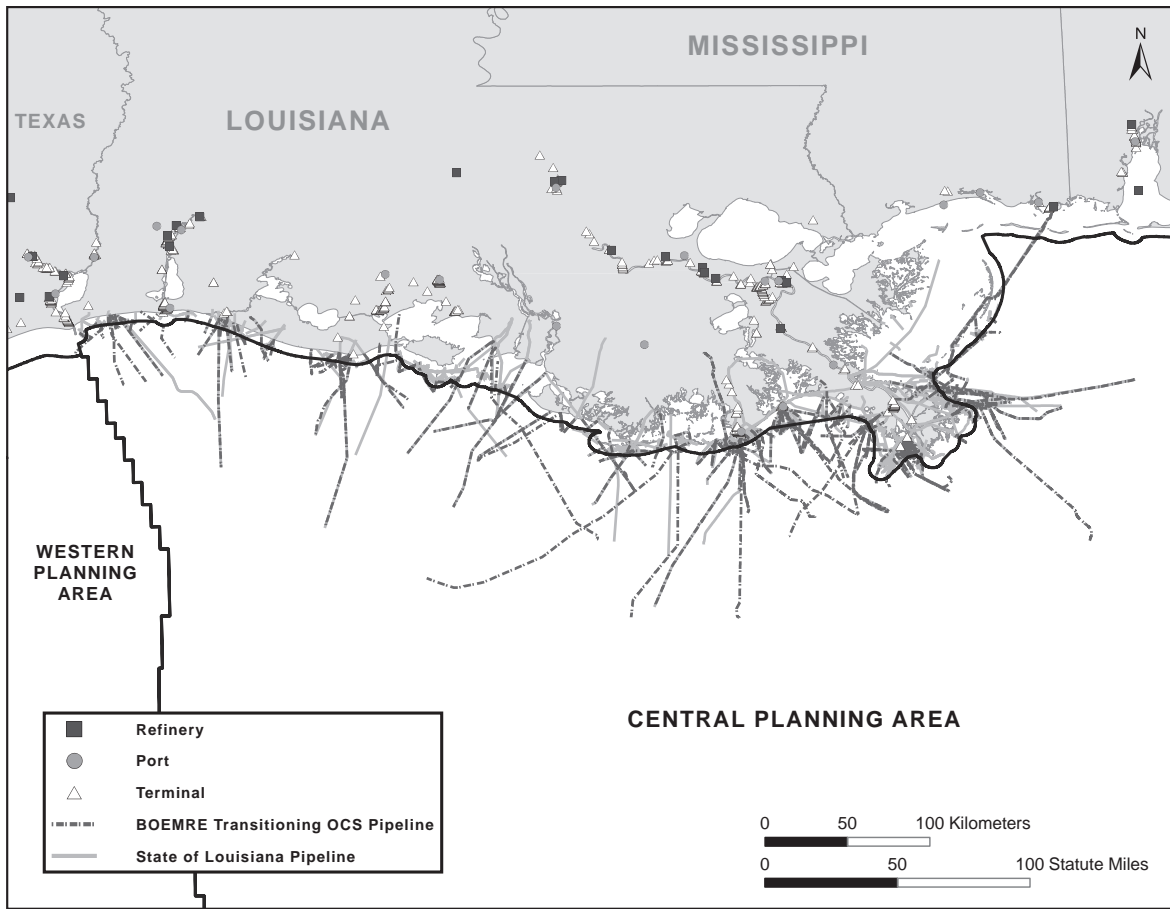 N
MISSISSIPPI
TEXAS
LOUISIANA
WESTERN
PLANNING
AREA
CENTRAL PLANNING AREA
Refinery
Port
Terminal
BOEMRE Transitioning OCS Pipeline
State of Louisiana Pipeline
0 50 100 Kilometers
0 50 100 Statute Miles